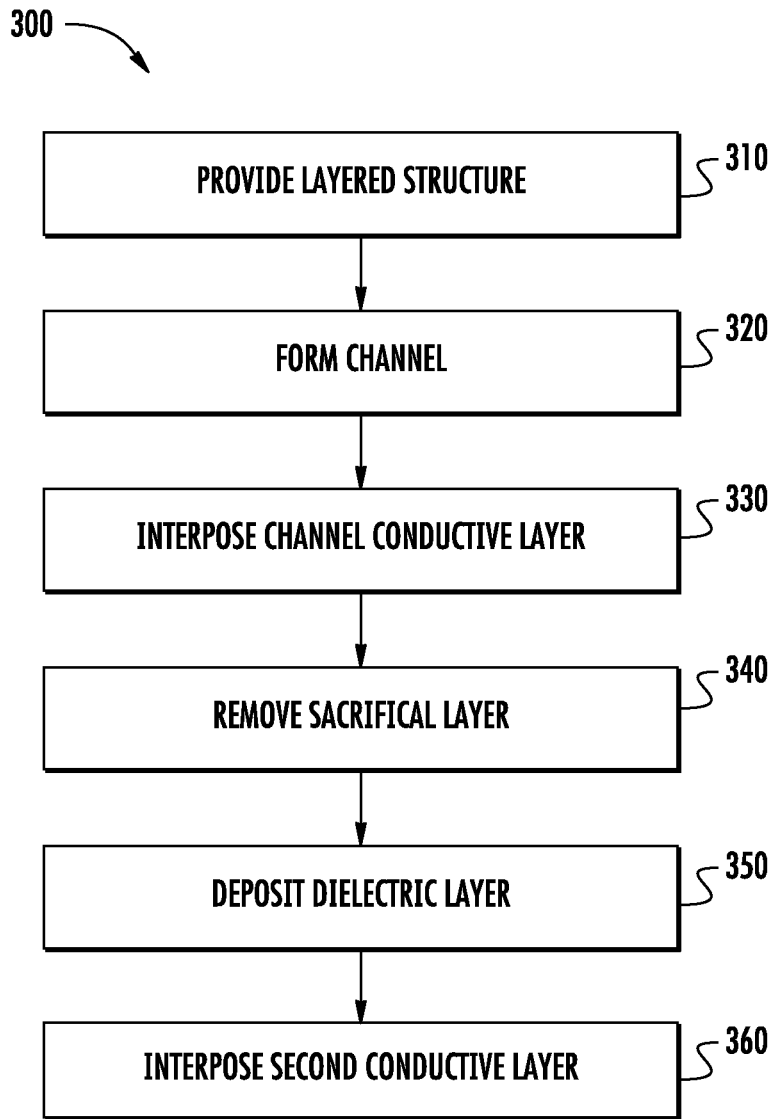 300
PROVIDE LAYERED STRUCTURE
310
FORM CHANNEL
320
INTERPOSE CHANNEL CONDUCTIVE LAYER
330
REMOVE SACRIFICAL LAYER
340
DEPOSIT DIELECTRIC LAYER
350
INTERPOSE SECOND CONDUCTIVE LAYER
360